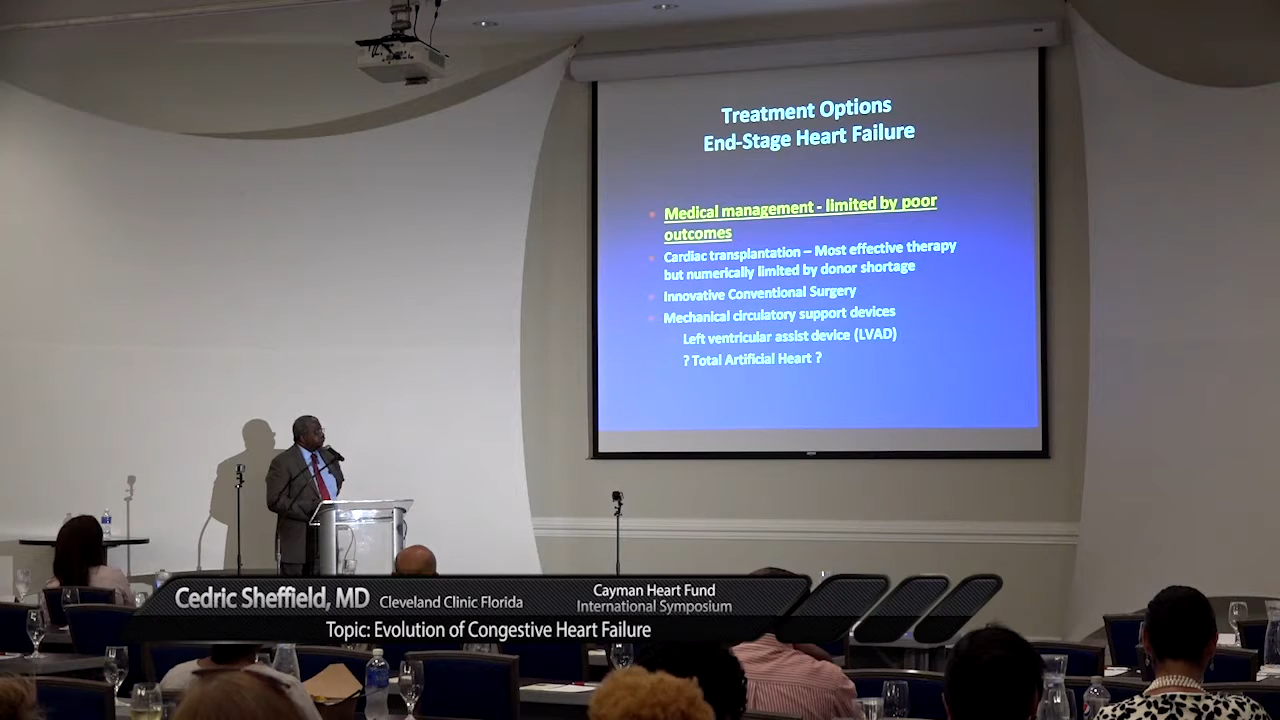 Treatment Options
End-Stage Heart Failure
Medical management - limited by poor
outcomes
Cardiac transplantation – Most effective therapy
but numerically limited by donor shortage
Innovative Conventional Surgery
Mechanical circulatory support devices
Left ventricular assist device (LVAD)
? Total Artificial Heart ?
Cedric Sheffield, MD Cleveland Clinic Florida
Cayman Heart Fund
International Symposium
Topic: Evolution of Congestive Heart Failure